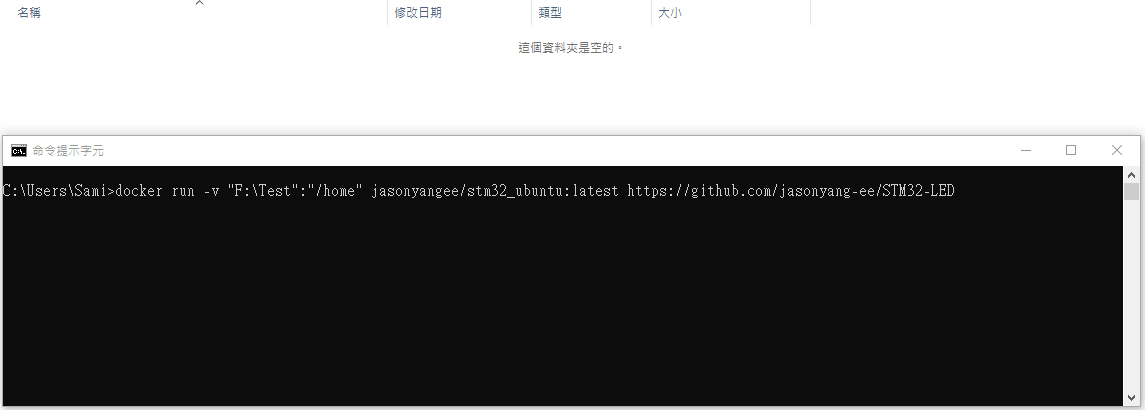 名稱 修改日期 類型 大小
這個資料夾是空的。
命令提示字元
C:\Users\Sami>docker run -v "F:\Test":"/home" jasonyangee/stm32_ubuntu:latest https://github.com/jasonyang-ee/STM32-LED